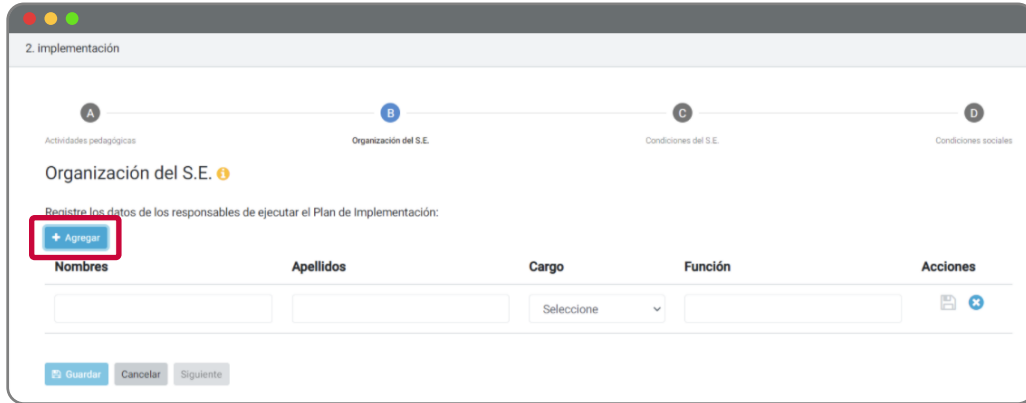 2. implementación
A B C D
Actividades pedagógicas Organización del S.E. Condiciones del S.E. Condiciones sociales
Organización del S.E.
Registre los datos de los responsables de ejecutar el Plan de Implementación:
+ Agregar
Nombres Apellidos Cargo Función Acciones
Seleccione
Guardar Cancelar Siguiente